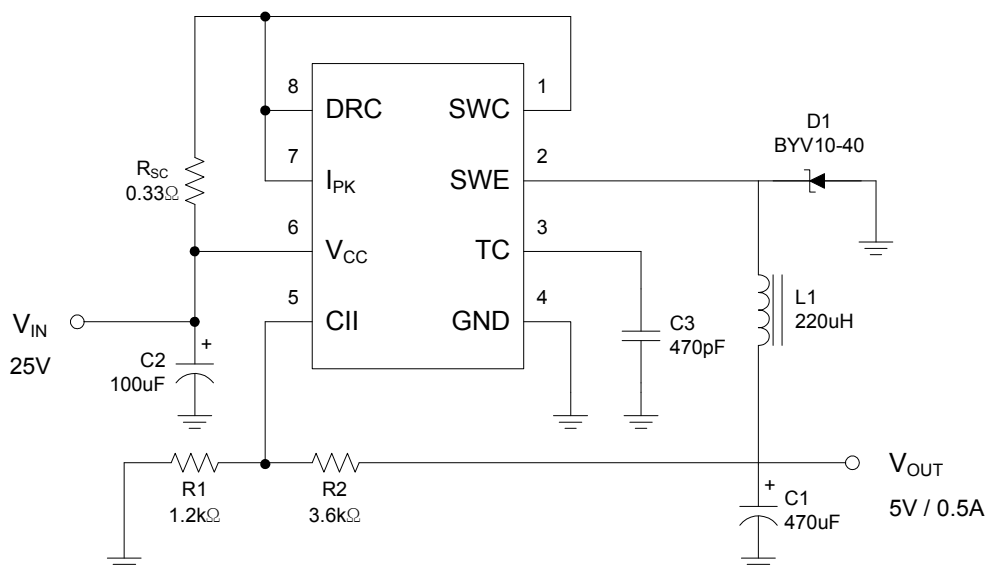 8
DRC
SWC
1
7
I_PK
SWE
2
6
V_CC
TC
3
5
CII
GND
4
R_SC
0.33Ω
D1
BYV10-40
V_IN
25V
C2
100uF
+
C3
470pF
L1
220uH
R1
1.2kΩ
R2
3.6kΩ
+
C1
470uF
V_OUT
5V / 0.5A